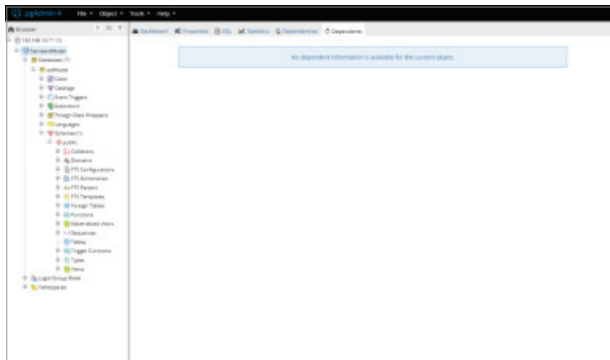 pgAdmin 4 File Object Tools Help
Browser
Dashboard Properties SQL Statistics Dependencies Dependents
No dependent information is available for the current object.
StandardModel
Databases (1)
Casts
Catalogs
Event Triggers
Extensions
Foreign Data Wrappers
Languages
Schemas (1)
public
Collations
Domains
FTS Configurations
FTS Dictionaries
FTS Parsers
FTS Templates
Foreign Tables
Functions
Materialized Views
Sequences
Tables
Trigger Functions
Types
Views
Login/Group Roles
Tablespaces